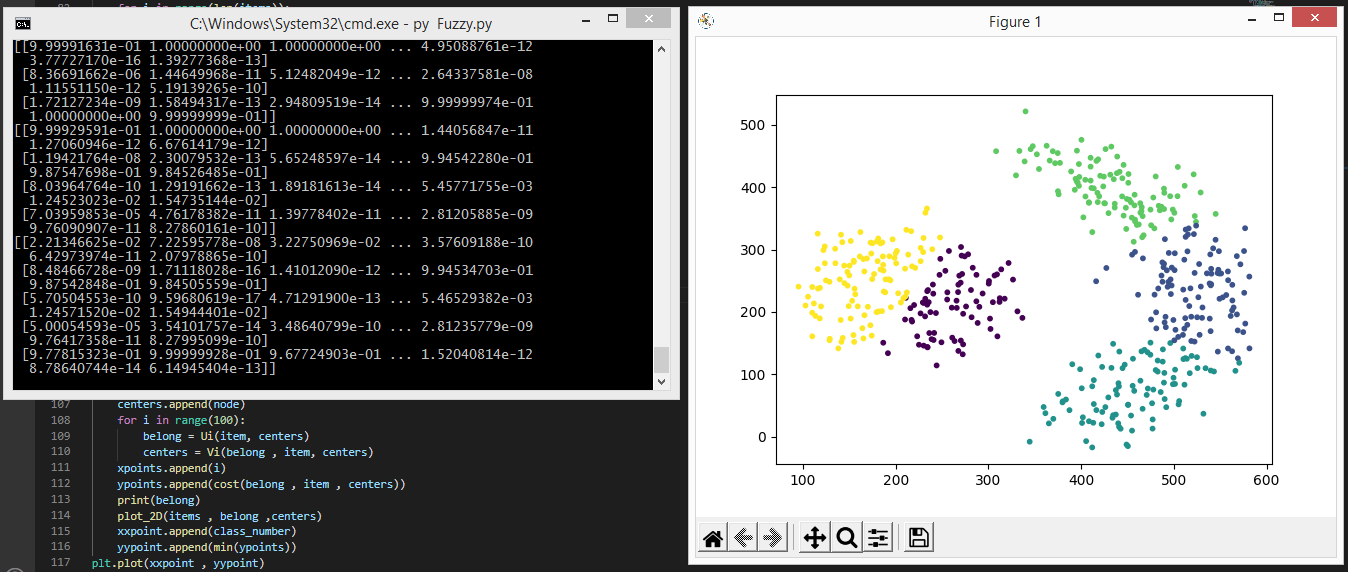 C:\Windows\System32\cmd.exe - py Fuzzy.py
[[9.99991631e-01 1.00000000e+00 1.00000000e+00 ... 4.95088761e-12
3.77727170e-16 1.39277368e-13]
[8.36691662e-06 1.44649968e-11 5.12482049e-12 ... 2.64337581e-08
1.11551150e-12 5.19139265e-10]
[1.72127234e-09 1.58494317e-13 2.94809519e-14 ... 9.99999974e-01
1.00000000e+00 9.99999999e-01]]
[[9.99929591e-01 1.00000000e+00 1.00000000e+00 ... 1.44056847e-11
1.27060946e-12 6.67614179e-12]
[1.19421764e-08 2.30079532e-13 5.65248597e-14 ... 9.94542280e-01
9.87547698e-01 9.84526485e-01]
[8.03964764e-10 1.29191662e-13 1.89181613e-14 ... 5.45771755e-03
1.24523023e-02 1.54735144e-02]
[7.03959853e-05 4.76178382e-11 1.39778402e-11 ... 2.81205885e-09
9.76090907e-11 8.27860161e-10]]
[[2.21346625e-02 7.22595778e-08 3.22750969e-02 ... 3.57609188e-10
6.42973974e-11 2.07978865e-10]
[8.48466728e-09 1.71118028e-16 1.41012090e-12 ... 9.94534703e-01
9.87542848e-01 9.84505559e-01]
[5.70504553e-10 9.59680619e-17 4.71291900e-13 ... 5.46529382e-03
1.24571520e-02 1.54944401e-02]
[5.00054593e-05 3.54101757e-14 3.48640799e-10 ... 2.81235779e-09
9.76417358e-11 8.27995099e-10]
[9.77815323e-01 9.99999928e-01 9.67724903e-01 ... 1.52040814e-12
8.78640744e-14 6.14945404e-13]]
107 centers.append(node)
108 for i in range(100):
109 belong = Ui(item, centers)
110 centers = Vi(belong , item, centers)
111 xpoints.append(i)
112 ypoints.append(cost(belong , item , centers))
113 print(belong)
114 plot_2D(items , belong ,centers)
115 xxpoint.append(class_number)
116 yypoint.append(min(ypoints))
117 plt.plot(xxpoint , yypoint)
Figure 1
500
400
300
200
100
0
100 200 300 400 500 600